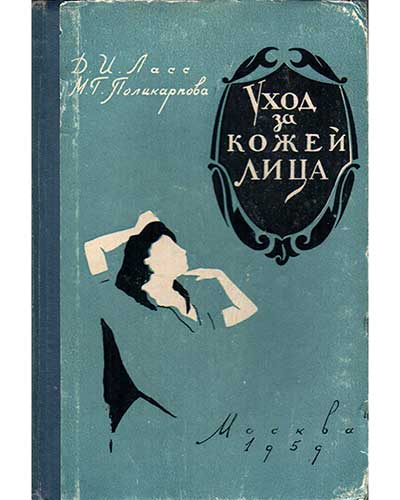 Д. И. Ласс
М. Г. Поликарпова
Уход
за
кожей
лица
Москва
1959